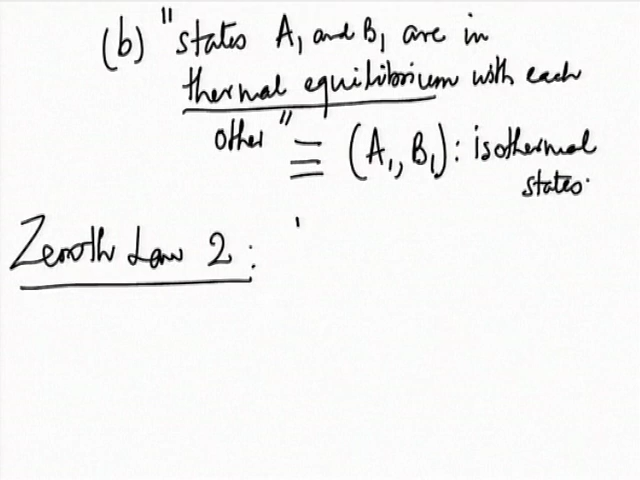 (b) "states A₁ and B₁ are in
thermal equilibrium with each
other" ≡ (A₁, B₁): isothermal
states.
Zeroth Law 2: '